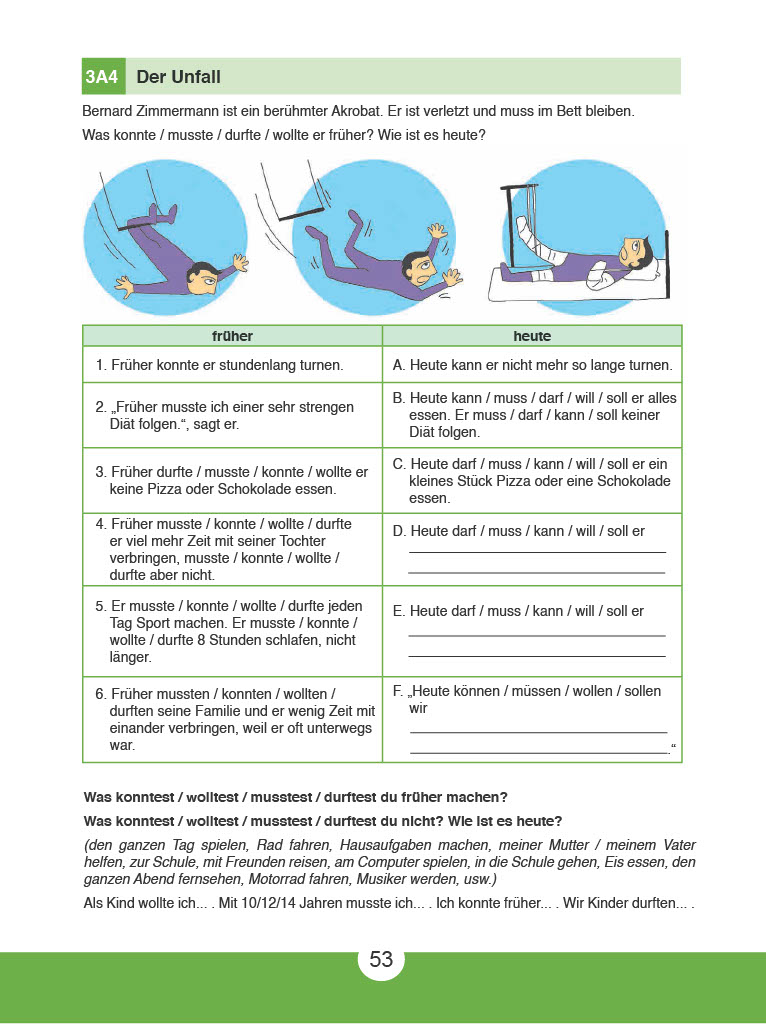 3A4 Der Unfall
Bernard Zimmermann ist ein berühmter Akrobat. Er ist verletzt und muss im Bett bleiben.
Was konnte / musste / durfte / wollte er früher? Wie ist es heute?
früher
heute
1. Früher konnte er stundenlang turnen.
A. Heute kann er nicht mehr so lange turnen.
2. „Früher musste ich einer sehr strengen
Diät folgen.“, sagt er.
B. Heute kann / muss / darf / will / soll er alles
essen. Er muss / darf / kann / soll keiner
Diät folgen.
3. Früher durfte / musste / konnte / wollte er
keine Pizza oder Schokolade essen.
C. Heute darf / muss / kann / will / soll er ein
kleines Stück Pizza oder eine Schokolade
essen.
4. Früher musste / konnte / wollte / durfte
er viel mehr Zeit mit seiner Tochter
verbringen, musste / konnte / wollte /
durfte aber nicht.
D. Heute darf / muss / kann / will / soll er
5. Er musste / konnte / wollte / durfte jeden
Tag Sport machen. Er musste / konnte /
wollte / durfte 8 Stunden schlafen, nicht
länger.
E. Heute darf / muss / kann / will / soll er
6. Früher mussten / konnten / wollten /
durften seine Familie und er wenig Zeit mit
einander verbringen, weil er oft unterwegs
war.
F. „Heute können / müssen / wollen / sollen
wir
.“
Was konntest / wolltest / musstest / durftest du früher machen?
Was konntest / wolltest / musstest / durftest du nicht? Wie ist es heute?
(den ganzen Tag spielen, Rad fahren, Hausaufgaben machen, meiner Mutter / meinem Vater
helfen, zur Schule, mit Freunden reisen, am Computer spielen, in die Schule gehen, Eis essen, den
ganzen Abend fernsehen, Motorrad fahren, Musiker werden, usw.)
Als Kind wollte ich... . Mit 10/12/14 Jahren musste ich... . Ich konnte früher... . Wir Kinder durften... .
53